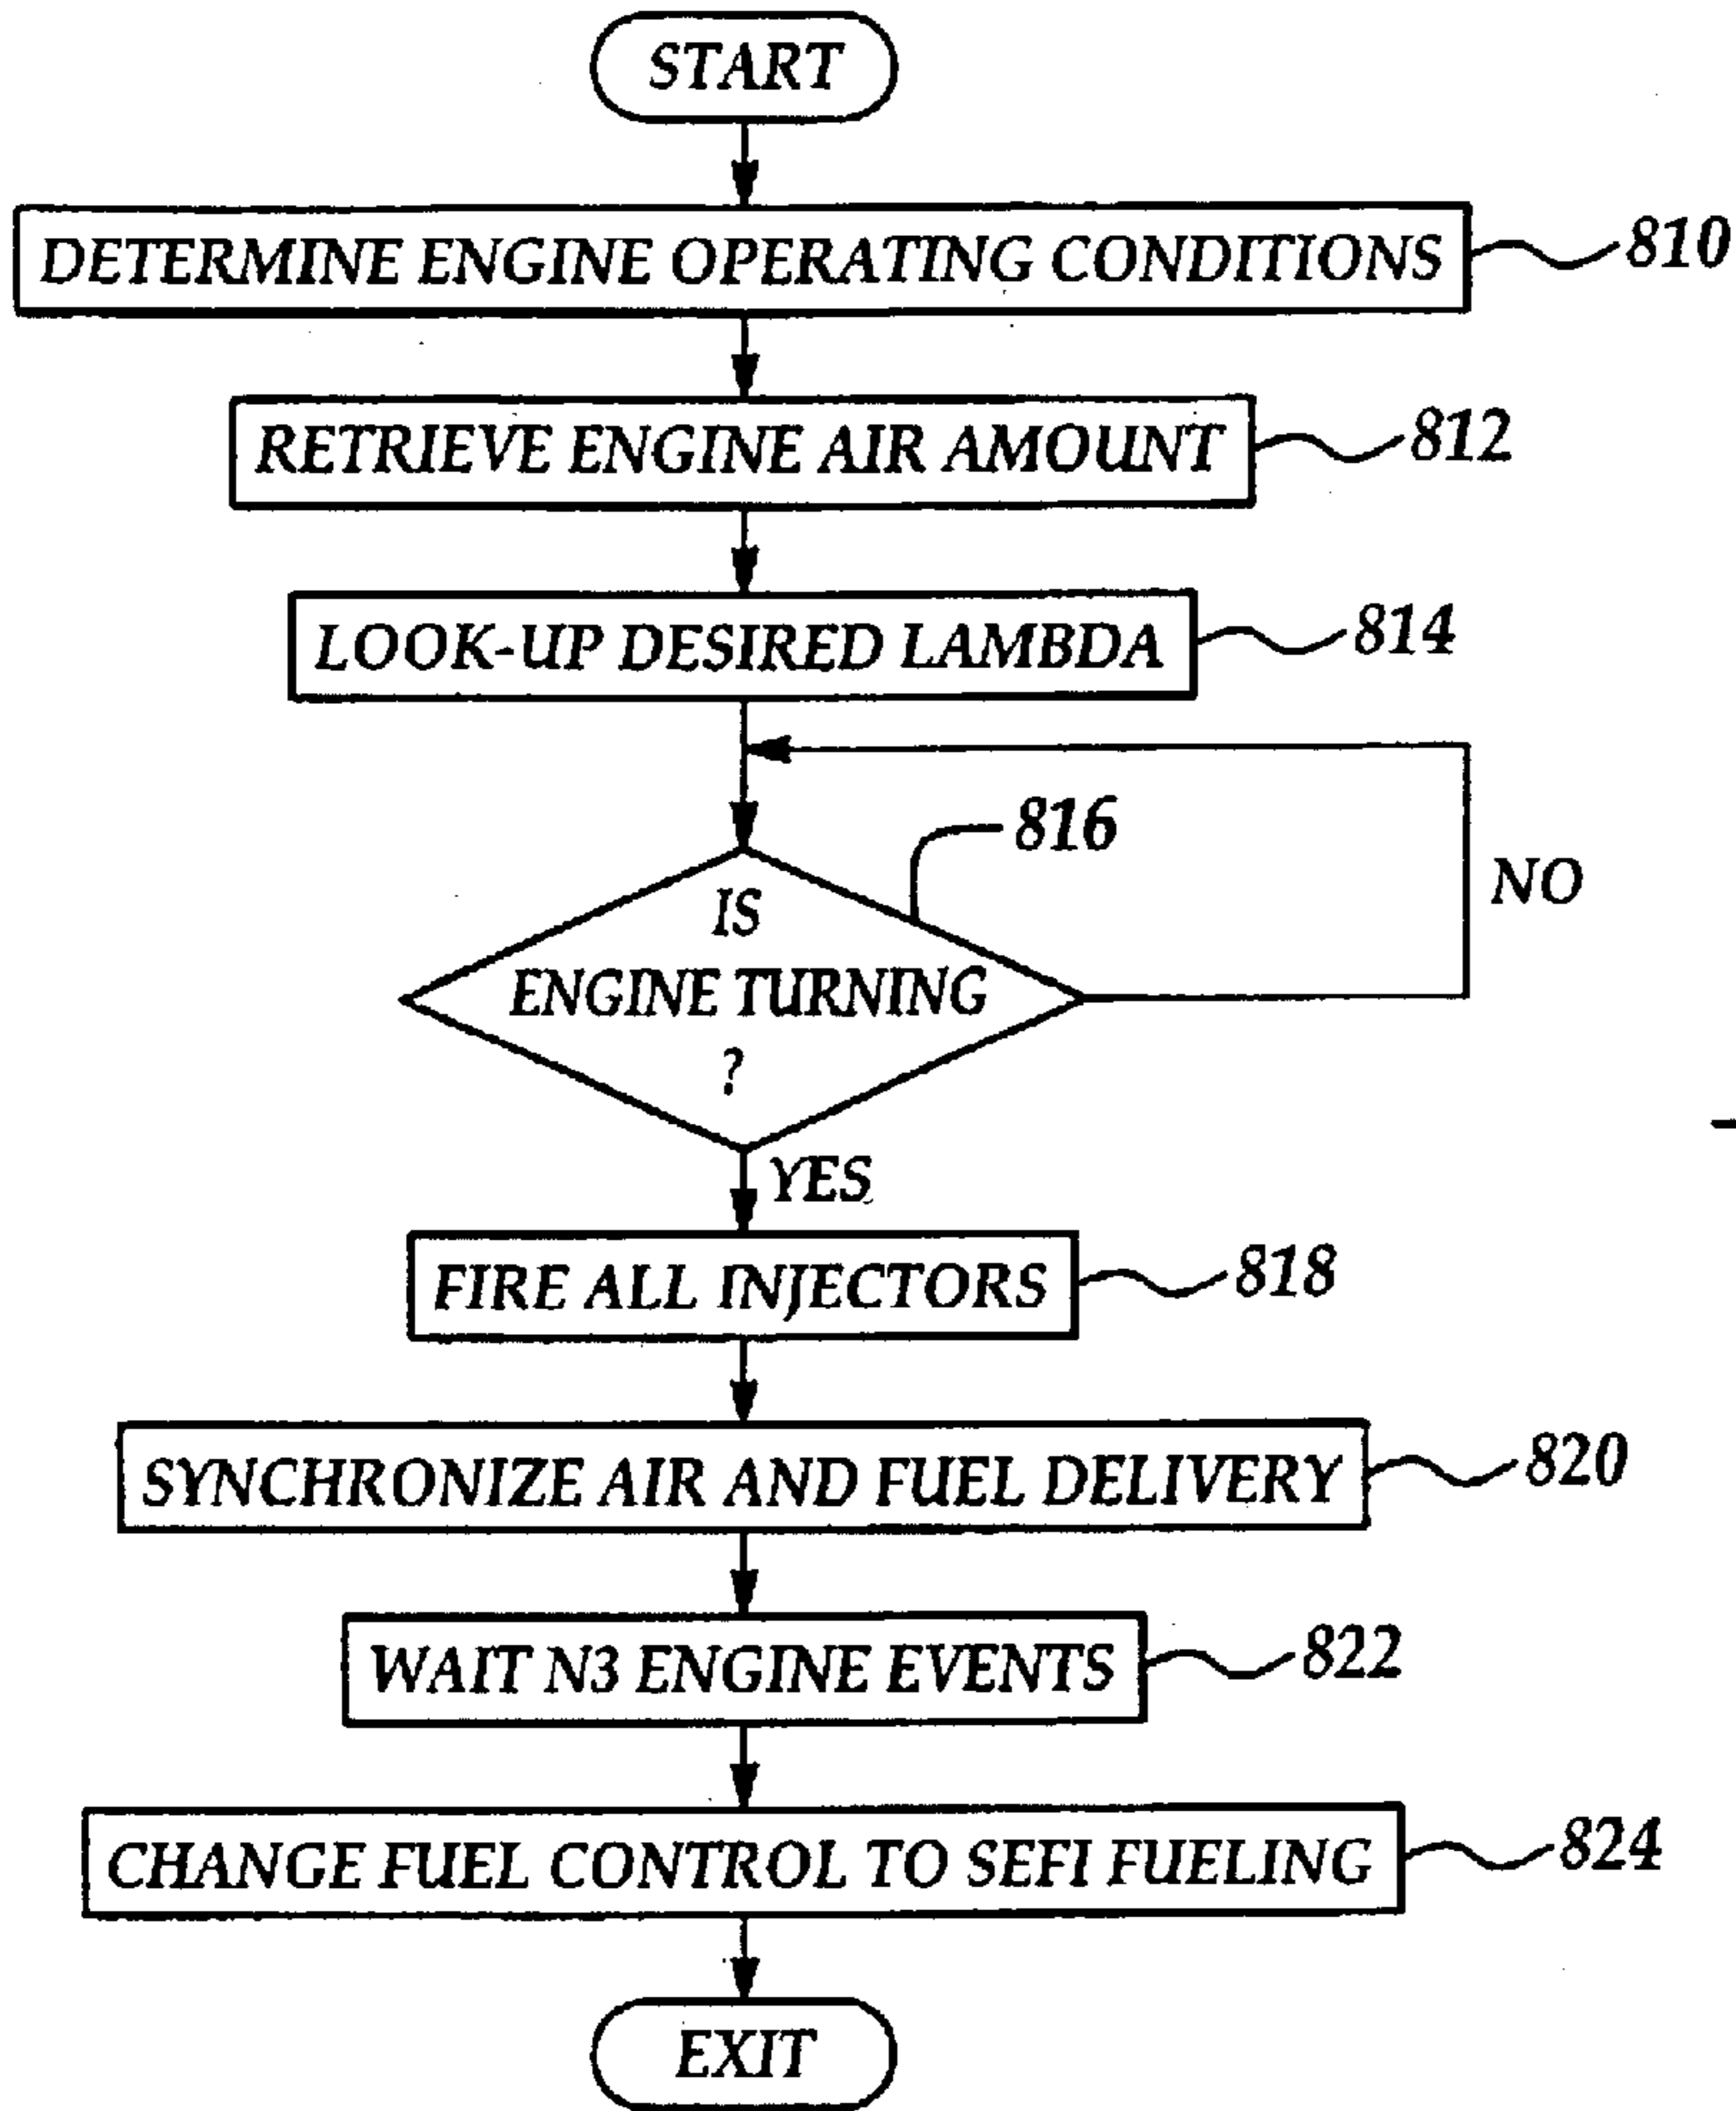 START
DETERMINE ENGINE OPERATING CONDITIONS 810
RETRIEVE ENGINE AIR AMOUNT 812
LOOK-UP DESIRED LAMBDA 814
816
NO
IS
ENGINE TURNING
?
YES
FIRE ALL INJECTORS 818
SYNCHRONIZE AIR AND FUEL DELIVERY 820
WAIT N3 ENGINE EVENTS 822
CHANGE FUEL CONTROL TO SEFI FUELING 824
EXIT